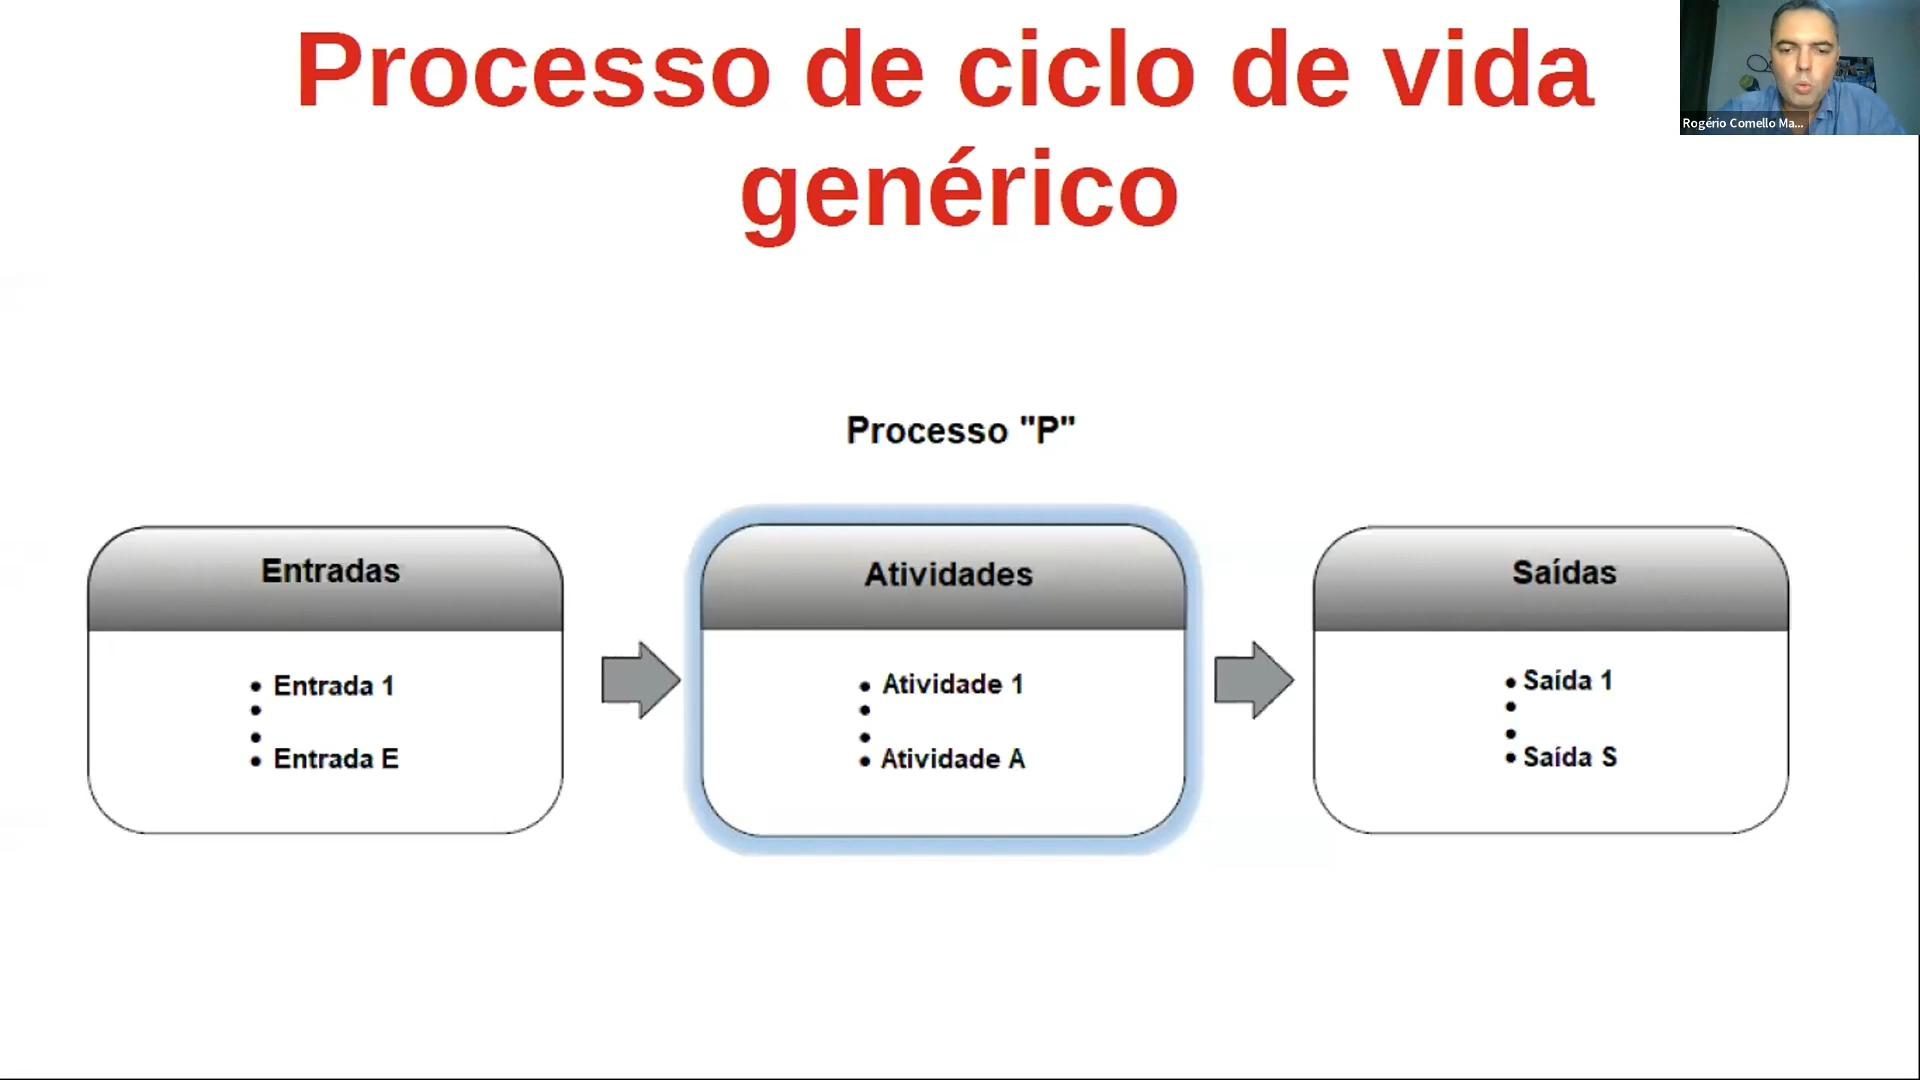 Processo de ciclo de vida
genérico
Rogério Comello Ma...
Processo "P"
Entradas
• Entrada 1
•
•
• Entrada E
Atividades
• Atividade 1
•
•
• Atividade A
Saídas
• Saída 1
•
•
• Saída S